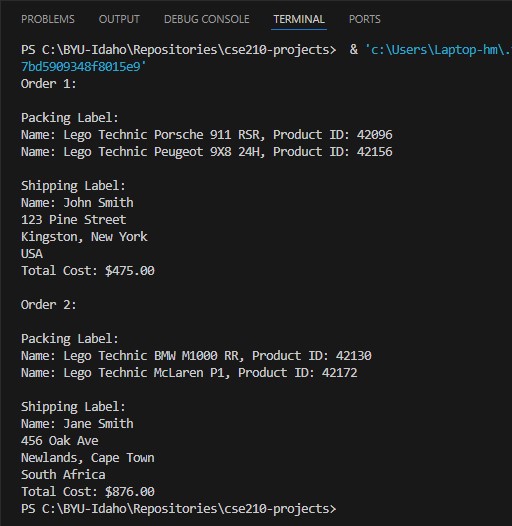 PROBLEMS OUTPUT DEBUG CONSOLE TERMINAL PORTS
PS C:\BYU-Idaho\Repositories\cse210-projects> & 'c:\Users\Laptop-hm\.
7bd5909348f8015e9'
Order 1:
Packing Label:
Name: Lego Technic Porsche 911 RSR, Product ID: 42096
Name: Lego Technic Peugeot 9X8 24H, Product ID: 42156
Shipping Label:
Name: John Smith
123 Pine Street
Kingston, New York
USA
Total Cost: $475.00
Order 2:
Packing Label:
Name: Lego Technic BMW M1000 RR, Product ID: 42130
Name: Lego Technic McLaren P1, Product ID: 42172
Shipping Label:
Name: Jane Smith
456 Oak Ave
Newlands, Cape Town
South Africa
Total Cost: $876.00
PS C:\BYU-Idaho\Repositories\cse210-projects>